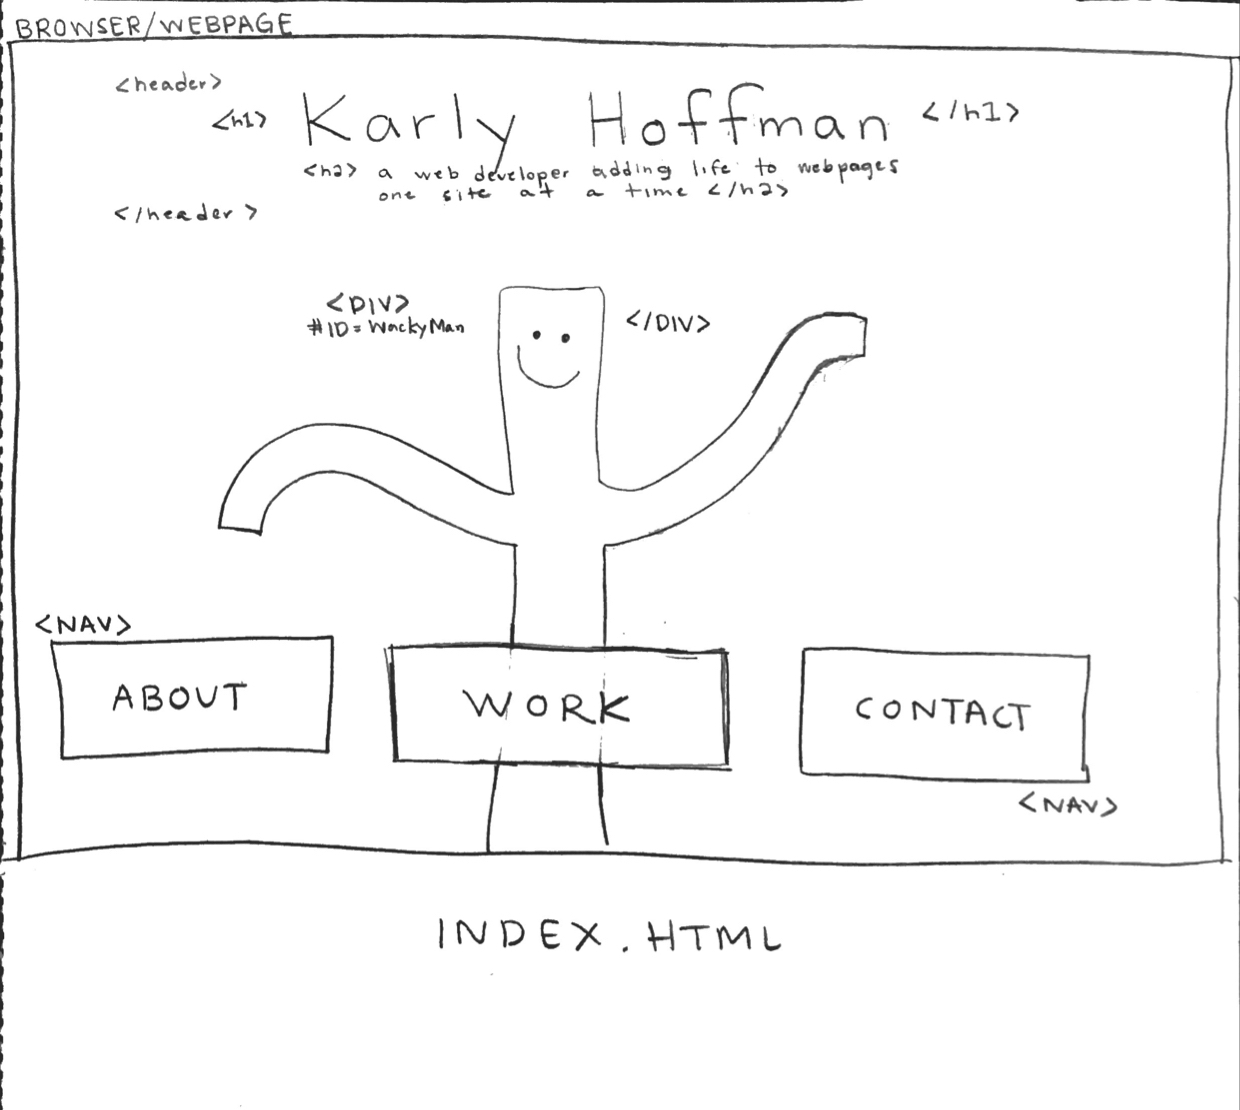 BROWSER/WEBPAGE
<header>
<h1> Karly Hoffman </h1>
<h2> a web developer adding life to webpages
one site at a time </h2>
</header>
<DIV>
#ID=WackyMan
</DIV>
<NAV>
ABOUT
WORK
CONTACT
<NAV>
INDEX.HTML